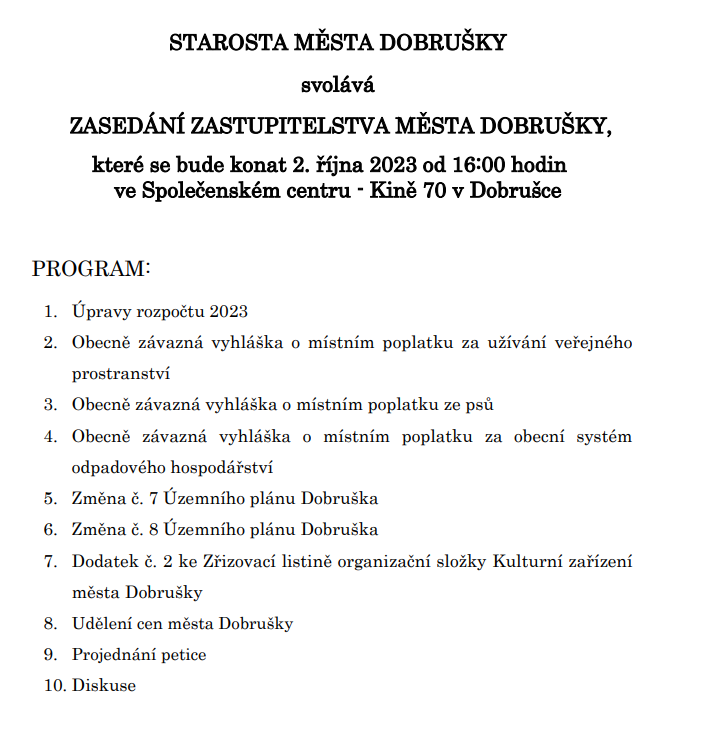 STAROSTA MĚSTA DOBRUŠKY
svolává
ZASEDÁNÍ ZASTUPITELSTVA MĚSTA DOBRUŠKY,
které se bude konat 2. října 2023 od 16:00 hodin
ve Společenském centru - Kině 70 v Dobrušce
PROGRAM:
1. Úpravy rozpočtu 2023
2. Obecně závazná vyhláška o místním poplatku za užívání veřejného
prostranství
3. Obecně závazná vyhláška o místním poplatku ze psů
4. Obecně závazná vyhláška o místním poplatku za obecní systém
odpadového hospodářství
5. Změna č. 7 Územního plánu Dobruška
6. Změna č. 8 Územního plánu Dobruška
7. Dodatek č. 2 ke Zřizovací listině organizační složky Kulturní zařízení
města Dobrušky
8. Udělení cen města Dobrušky
9. Projednání petice
10. Diskuse